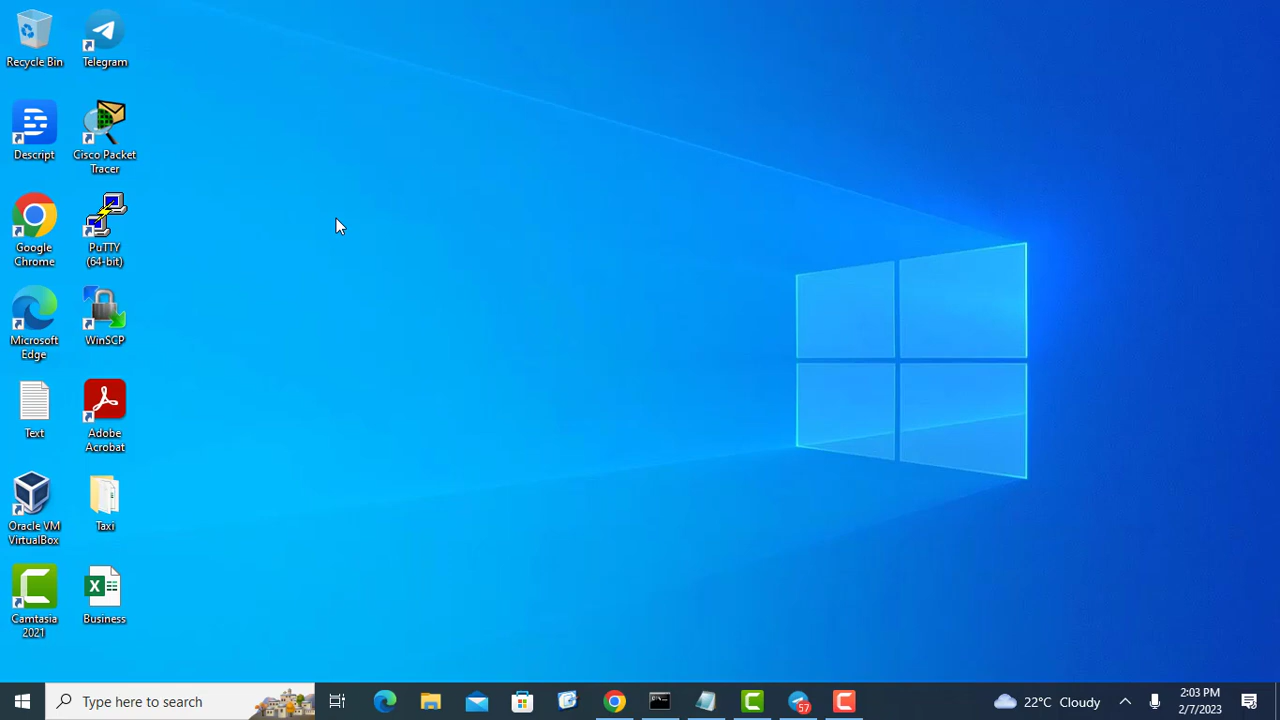 Recycle Bin
Telegram
Descript
Cisco Packet
Tracer
Google
Chrome
PuTTY
(64-bit)
Microsoft
Edge
WinSCP
Text
Adobe
Acrobat
Oracle VM
VirtualBox
Taxi
Camtasia
2021
Business
Type here to search
57
22°C Cloudy
2:03 PM
2/7/2023